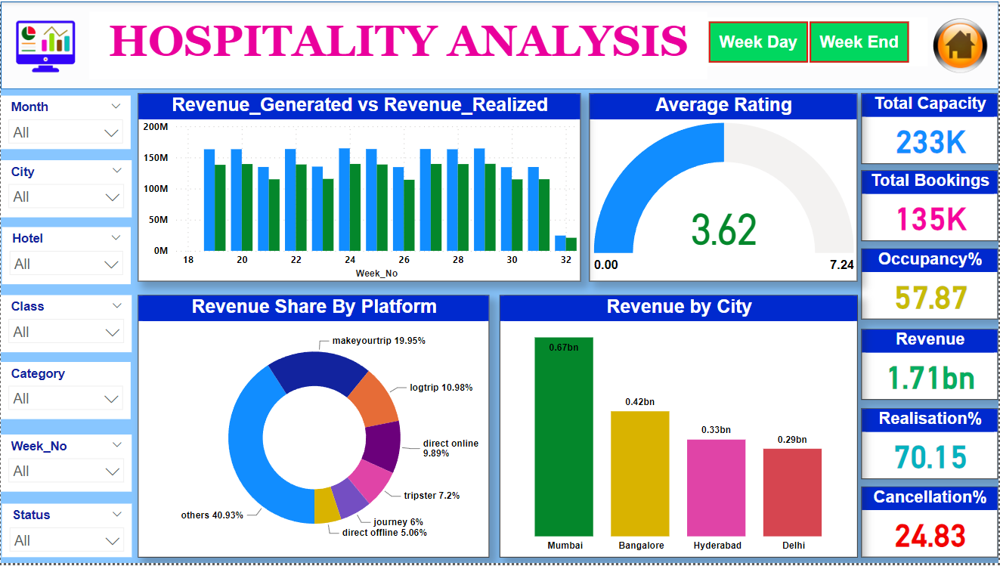 HOSPITALITY ANALYSIS
Week Day
Week End
Month
All
City
All
Hotel
All
Class
All
Category
All
Week_No
All
Status
All
Revenue_Generated vs Revenue_Realized
200M
150M
100M
50M
0M
18 20 22 24 26 28 30 32
Week_No
Average Rating
3.62
0.00 7.24
Revenue Share By Platform
makeyourtrip 19.95%
logtrip 10.98%
direct online
9.89%
tripster 7.2%
journey 6%
direct offline 5.06%
others 40.93%
Revenue by City
0.67bn
0.42bn
0.33bn
0.29bn
Mumbai Bangalore Hyderabad Delhi
Total Capacity
233K
Total Bookings
135K
Occupancy%
57.87
Revenue
1.71bn
Realisation%
70.15
Cancellation%
24.83